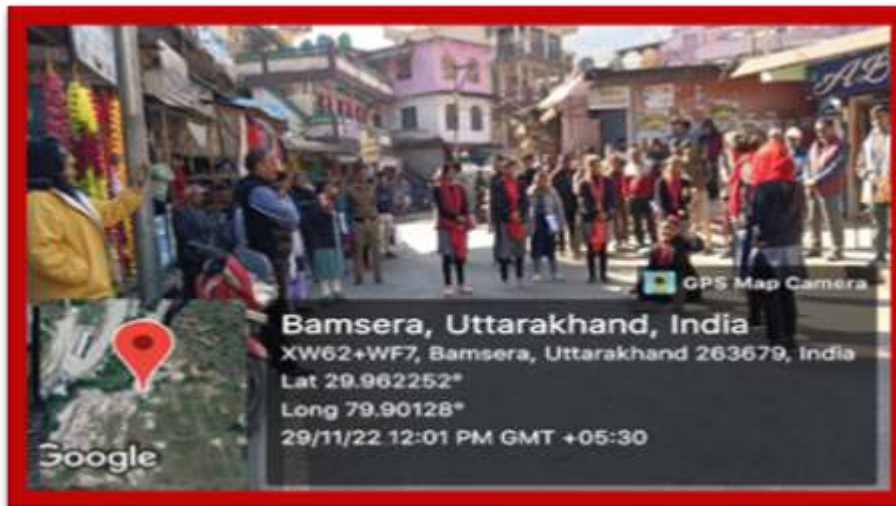 GPS Map Camera
Bamsera, Uttarakhand, India
XW62+WF7, Bamsera, Uttarakhand 263679, India
Lat 29.962252°
Long 79.90128°
29/11/22 12:01 PM GMT +05:30
Google